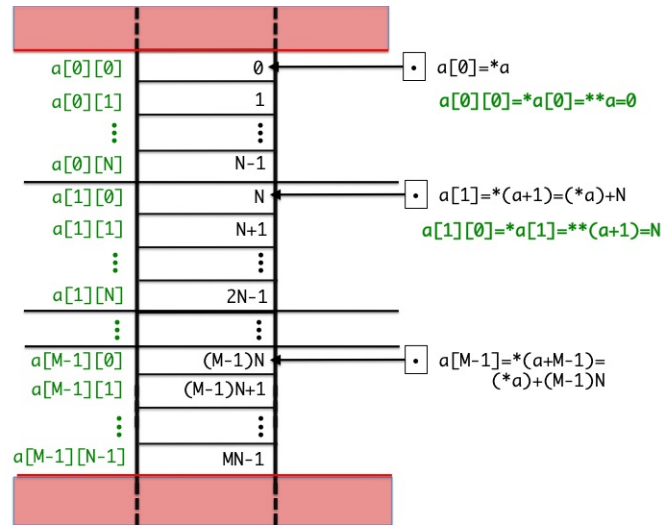 a[0][0] 0 a[0]=*a
a[0][1] 1 a[0][0]=*a[0]=**a=0
⋮ ⋮
a[0][N] N-1
a[1][0] N a[1]=*(a+1)=(*a)+N
a[1][1] N+1 a[1][0]=*a[1]=**(a+1)=N
⋮ ⋮
a[1][N] 2N-1
⋮ ⋮
a[M-1][0] (M-1)N a[M-1]=*(a+M-1)=
a[M-1][1] (M-1)N+1 (*a)+(M-1)N
⋮ ⋮
a[M-1][N-1] MN-1